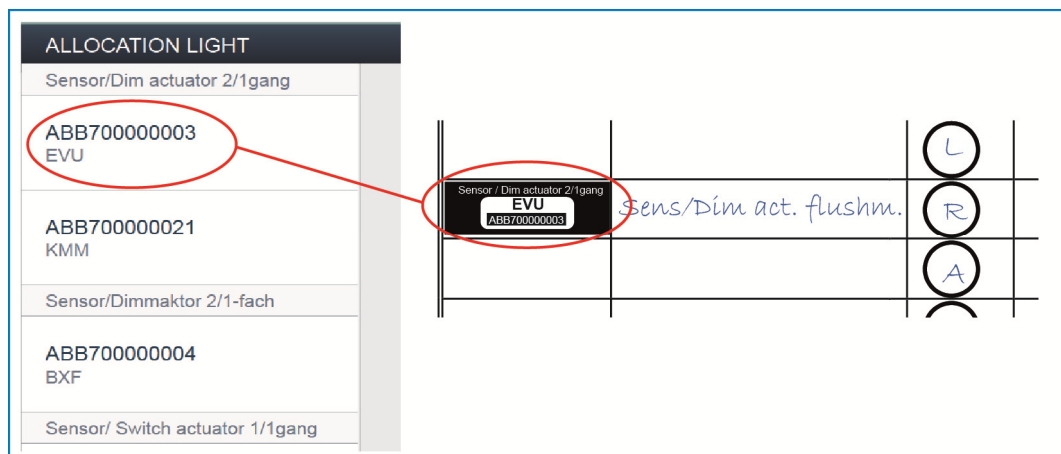 ALLOCATION LIGHT
Sensor/Dim actuator 2/1gang
ABB700000003
EVU
ABB700000021
KMM
Sensor/Dimmaktor 2/1-fach
ABB700000004
BXF
Sensor/ Switch actuator 1/1gang
L
Sensor / Dim actuator 2/1gang
EVU
ABB700000003
Sens/Dim act. flushm.
R
A